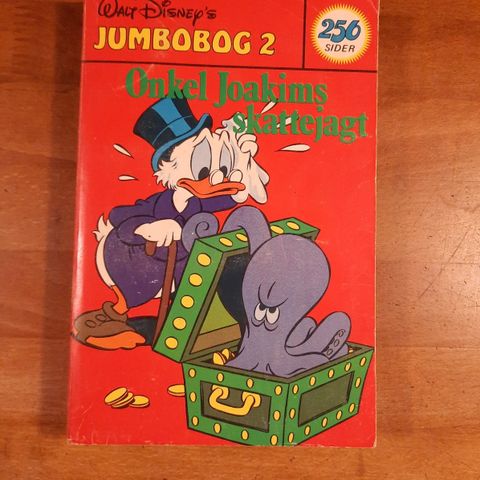 WALT DISNEY'S
JUMBOBOG 2
256
SIDER
Onkel Joakims
skattejagt